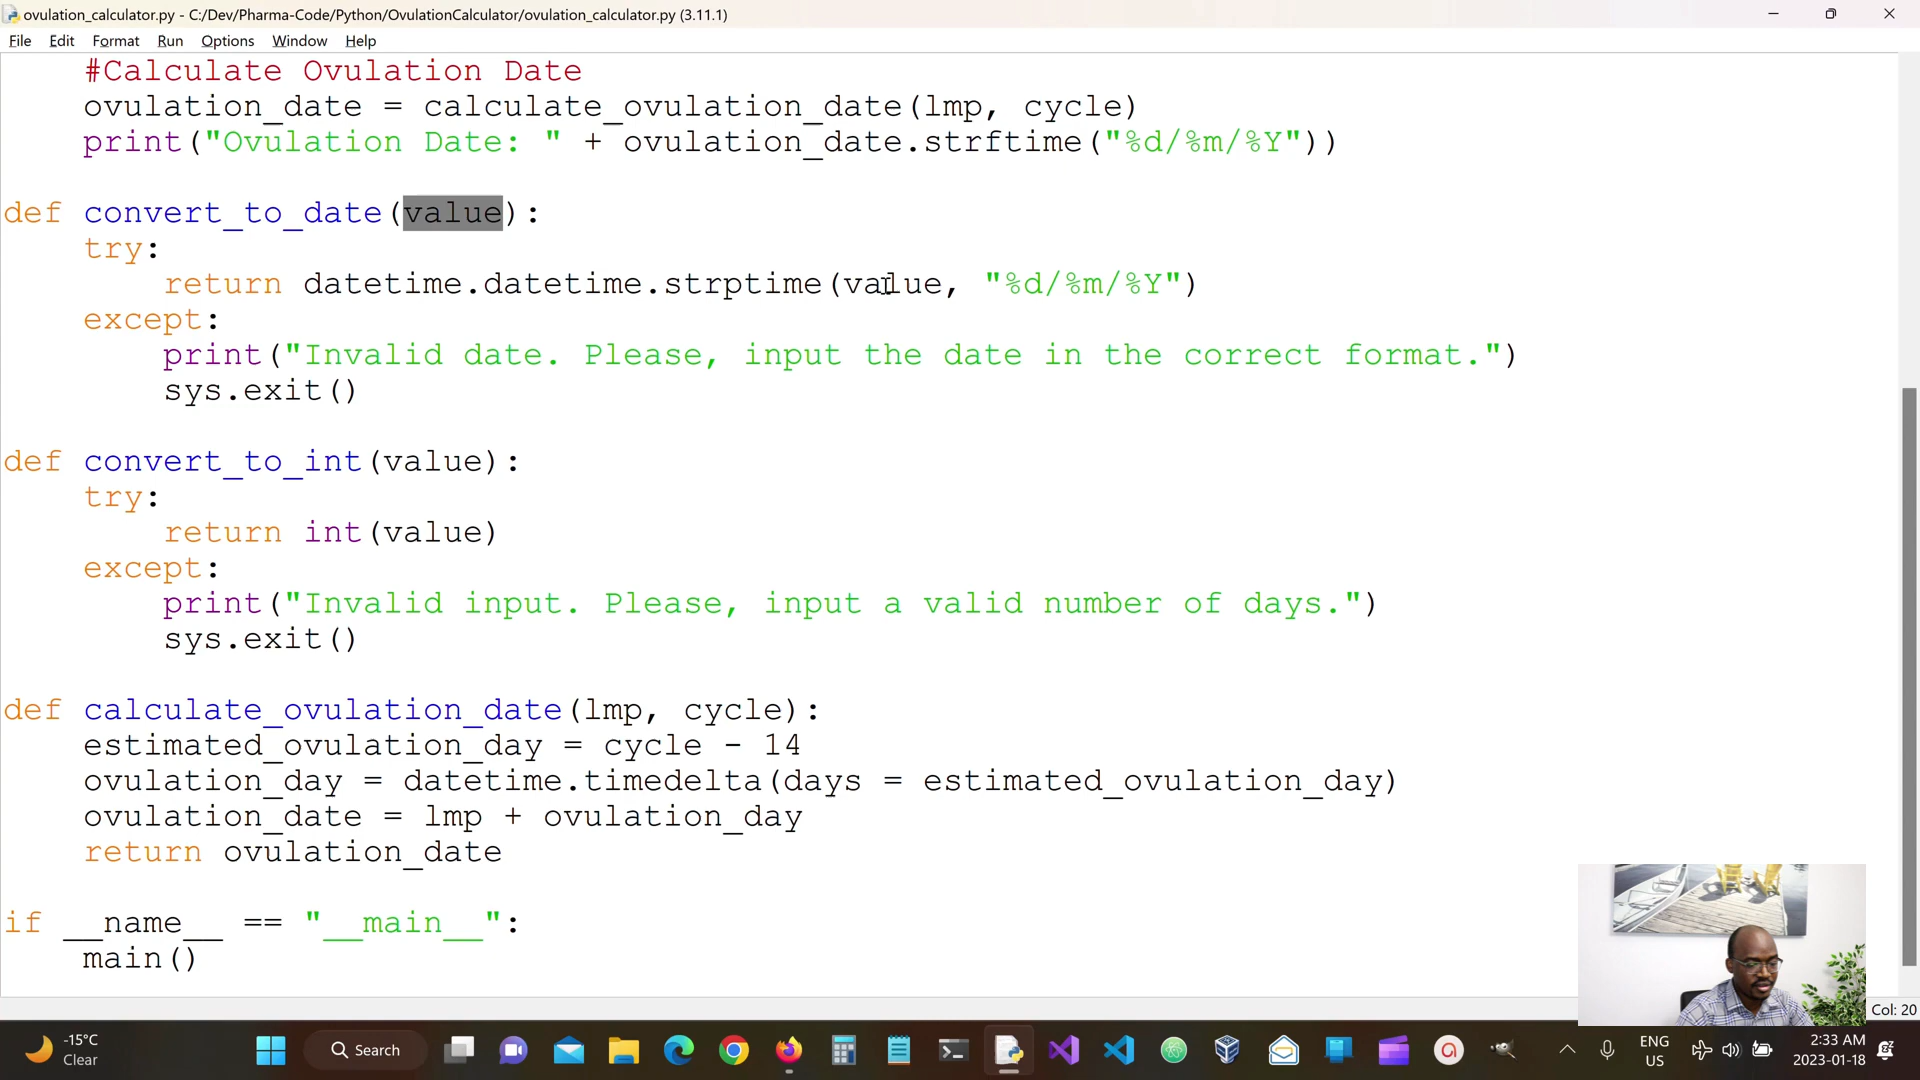 ovulation_calculator.py - C:/Dev/Pharma-Code/Python/OvulationCalculator/ovulation_calculator.py (3.11.1)
File Edit Format Run Options Window Help
#Calculate Ovulation Date
ovulation_date = calculate_ovulation_date(lmp, cycle)
print("Ovulation Date: " + ovulation_date.strftime("%d/%m/%Y"))
def convert_to_date(value):
try:
return datetime.datetime.strptime(value, "%d/%m/%Y")
except:
print("Invalid date. Please, input the date in the correct format.")
sys.exit()
def convert_to_int(value):
try:
return int(value)
except:
print("Invalid input. Please, input a valid number of days.")
sys.exit()
def calculate_ovulation_date(lmp, cycle):
estimated_ovulation_day = cycle - 14
ovulation_day = datetime.timedelta(days = estimated_ovulation_day)
ovulation_date = lmp + ovulation_day
return ovulation_date
if __name__ == "__main__":
main()
Col: 20
-15°C
Clear
Search
ENG
US
2:33 AM
2023-01-18